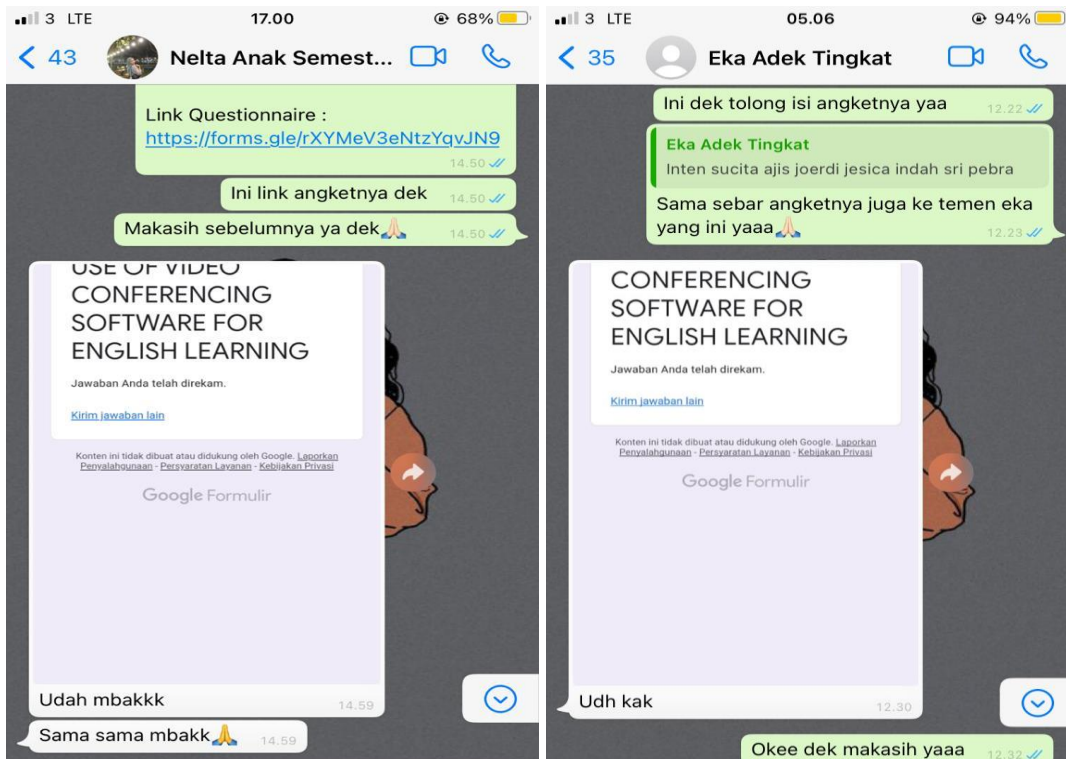 3 LTE
17.00
68%
43
Nelta Anak Semest...
Link Questionnaire :
https://forms.gle/rXYMeV3eNtzYqvJN9
14.50
Ini link angketnya dek
14.50
Makasih sebelumnya ya dek🙏🏻
14.50
USE OF VIDEO
CONFERENCING
SOFTWARE FOR
ENGLISH LEARNING
Jawaban Anda telah direkam.
Kirim jawaban lain
Konten ini tidak dibuat atau didukung oleh Google. Laporkan
Penyalahgunaan - Persyaratan Layanan - Kebijakan Privasi
Google Formulir
Udah mbakkk
14.59
Sama sama mbakk🙏
14.59
3 LTE
05.06
94%
35
Eka Adek Tingkat
Ini dek tolong isi angketnya yaa
12.22
Eka Adek Tingkat
Inten sucita ajis joerdi jesica indah sri pebra
Sama sebar angketnya juga ke temen eka
yang ini yaaa🙏🏻
12.23
CONFERENCING
SOFTWARE FOR
ENGLISH LEARNING
Jawaban Anda telah direkam.
Kirim jawaban lain
Konten ini tidak dibuat atau didukung oleh Google. Laporkan
Penyalahgunaan - Persyaratan Layanan - Kebijakan Privasi
Google Formulir
Udh kak
12.30
Okee dek makasih yaaa
12.32